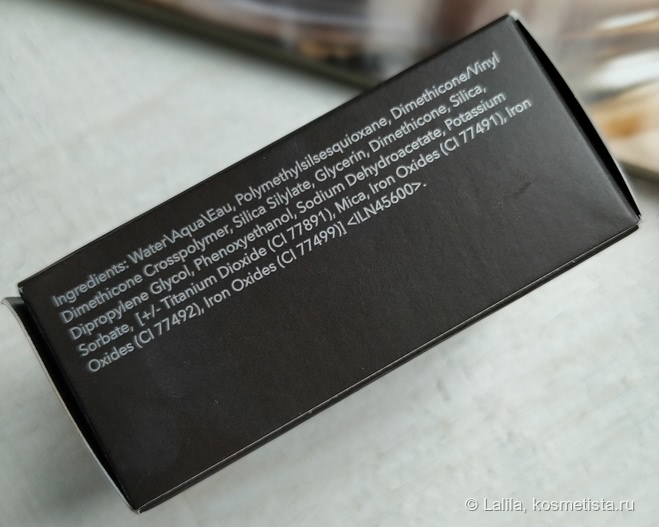 Ingredients: Water\Aqua\Eau, Polymethylsilsesquioxane, Dimethicone/Vinyl
Dimethicone Crosspolymer, Silica Silylate, Glycerin, Dimethicone, Silica,
Dipropylene Glycol, Phenoxyethanol, Sodium Dehydroacetate, Potassium
Sorbate, [+/- Titanium Dioxide (CI 77891), Mica, Iron Oxides (CI 77491), Iron
Oxides (CI 77492), Iron Oxides (CI 77499)] <ILN45600>.
© Lalila, kosmetista.ru